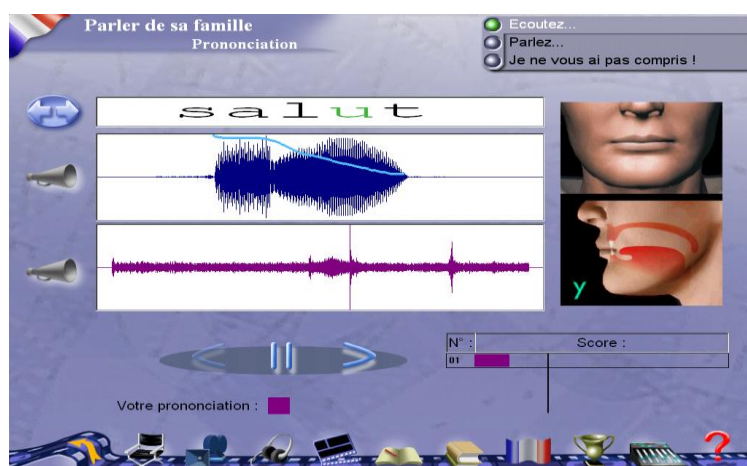 Parler de sa famille
Prononciation
Ecoutez...
Parlez...
Je ne vous ai pas compris !
salut
y
N° :
Score :
01
Votre prononciation :
?